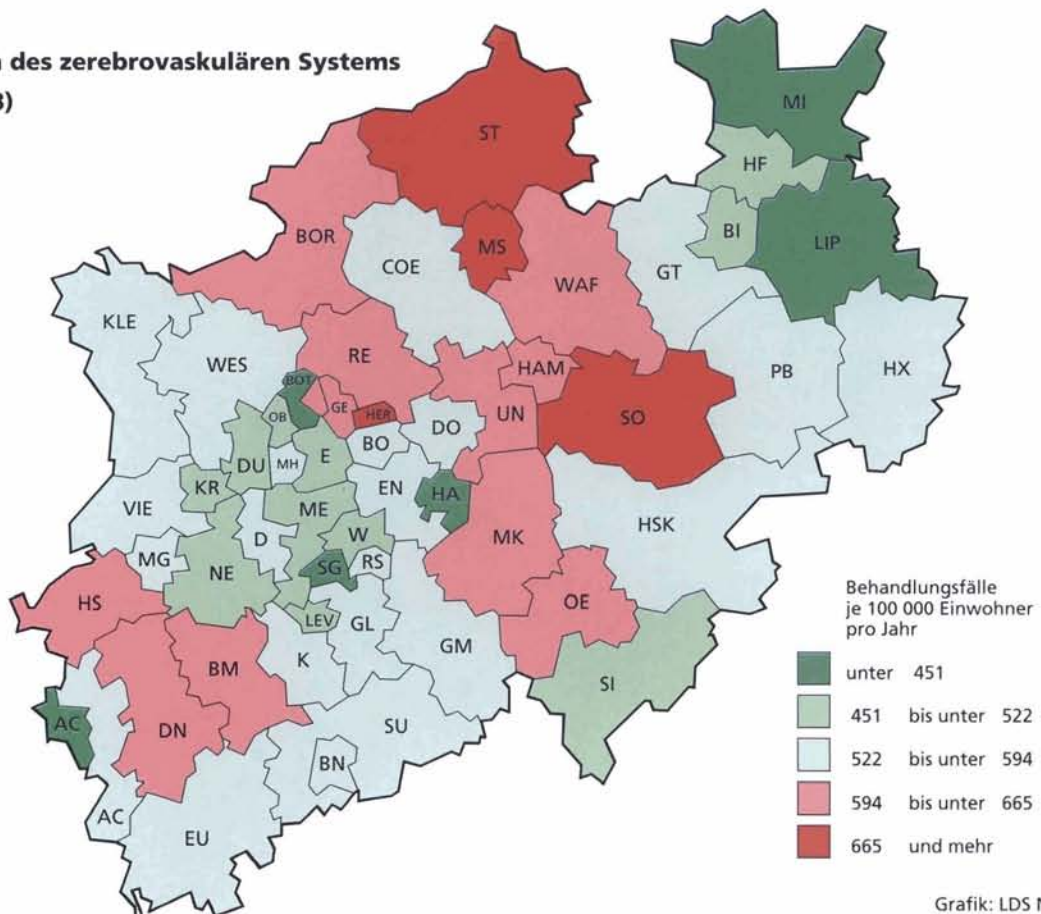 des zerebrovaskulären Systems
ST
MI
HF
BOR
MS
BI
LIP
COE
WAF
GT
KLE
WES
RE
HAM
PB
HX
BOT
GE
HER
OB
UN
SO
BO
DO
DU
MH
E
KR
EN
HA
VIE
ME
HSK
D
W
MK
MG
SG
RS
NE
HS
OE
LEV
GL
K
GM
BM
SI
AC
DN
SU
BN
AC
EU
Behandlungsfälle
je 100 000 Einwohner
pro Jahr
unter 451
451 bis unter 522
522 bis unter 594
594 bis unter 665
665 und mehr
Grafik: LDS